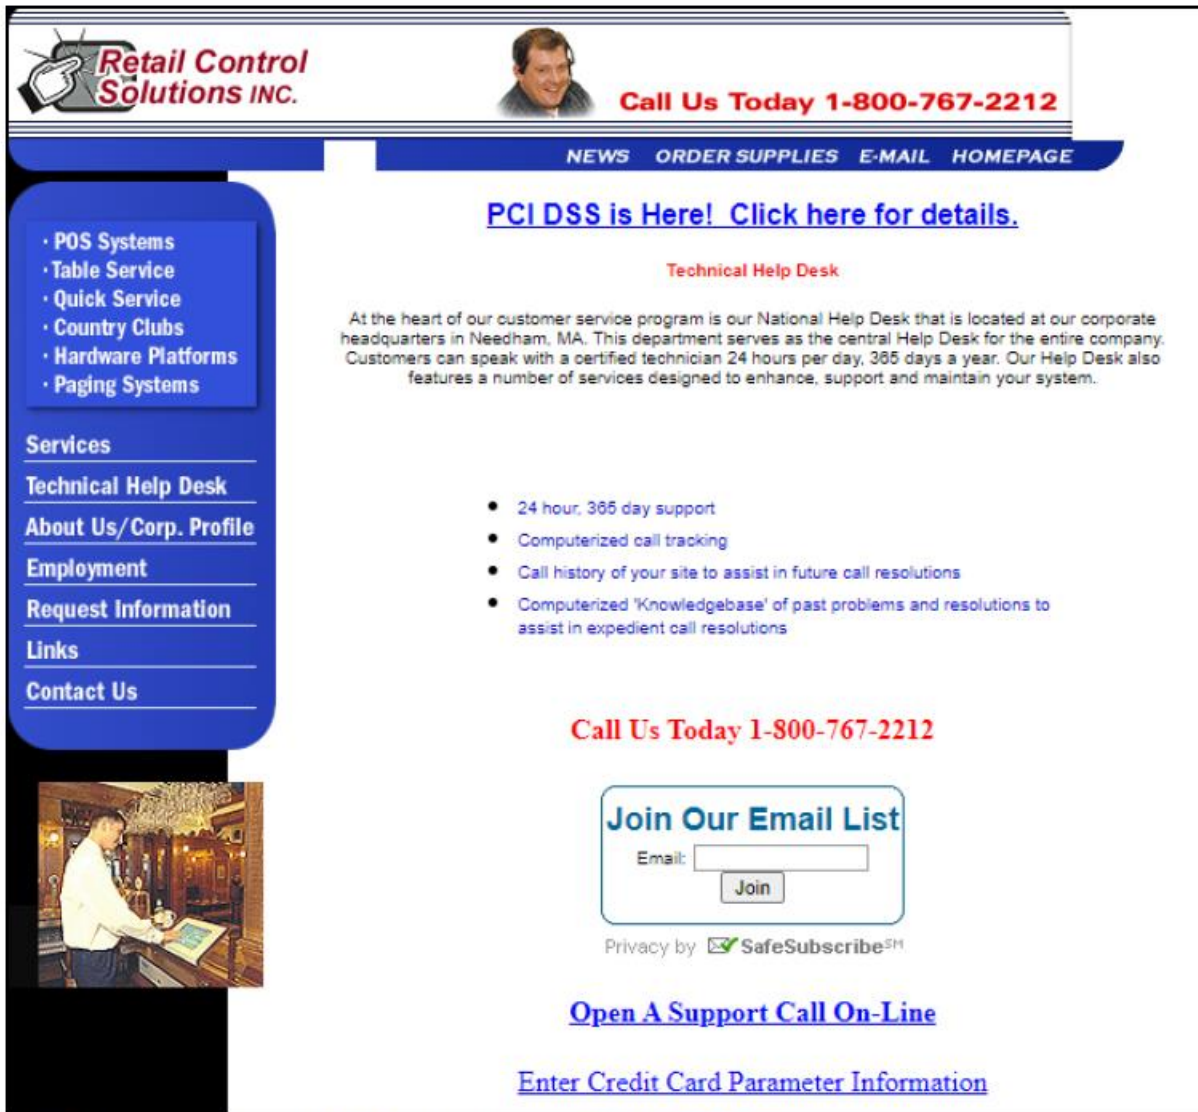 Retail Control
Solutions INC.
Call Us Today 1-800-767-2212
NEWS ORDER SUPPLIES E-MAIL HOMEPAGE
· POS Systems
· Table Service
· Quick Service
· Country Clubs
· Hardware Platforms
· Paging Systems
Services
Technical Help Desk
About Us/Corp. Profile
Employment
Request Information
Links
Contact Us
PCI DSS is Here! Click here for details.
Technical Help Desk
At the heart of our customer service program is our National Help Desk that is located at our corporate
headquarters in Needham, MA. This department serves as the central Help Desk for the entire company.
Customers can speak with a certified technician 24 hours per day, 365 days a year. Our Help Desk also
features a number of services designed to enhance, support and maintain your system.
• 24 hour, 365 day support
• Computerized call tracking
• Call history of your site to assist in future call resolutions
• Computerized 'Knowledgebase' of past problems and resolutions to
assist in expedient call resolutions
Call Us Today 1-800-767-2212
Join Our Email List
Email:
Join
Privacy by SafeSubscribe℠
Open A Support Call On-Line
Enter Credit Card Parameter Information